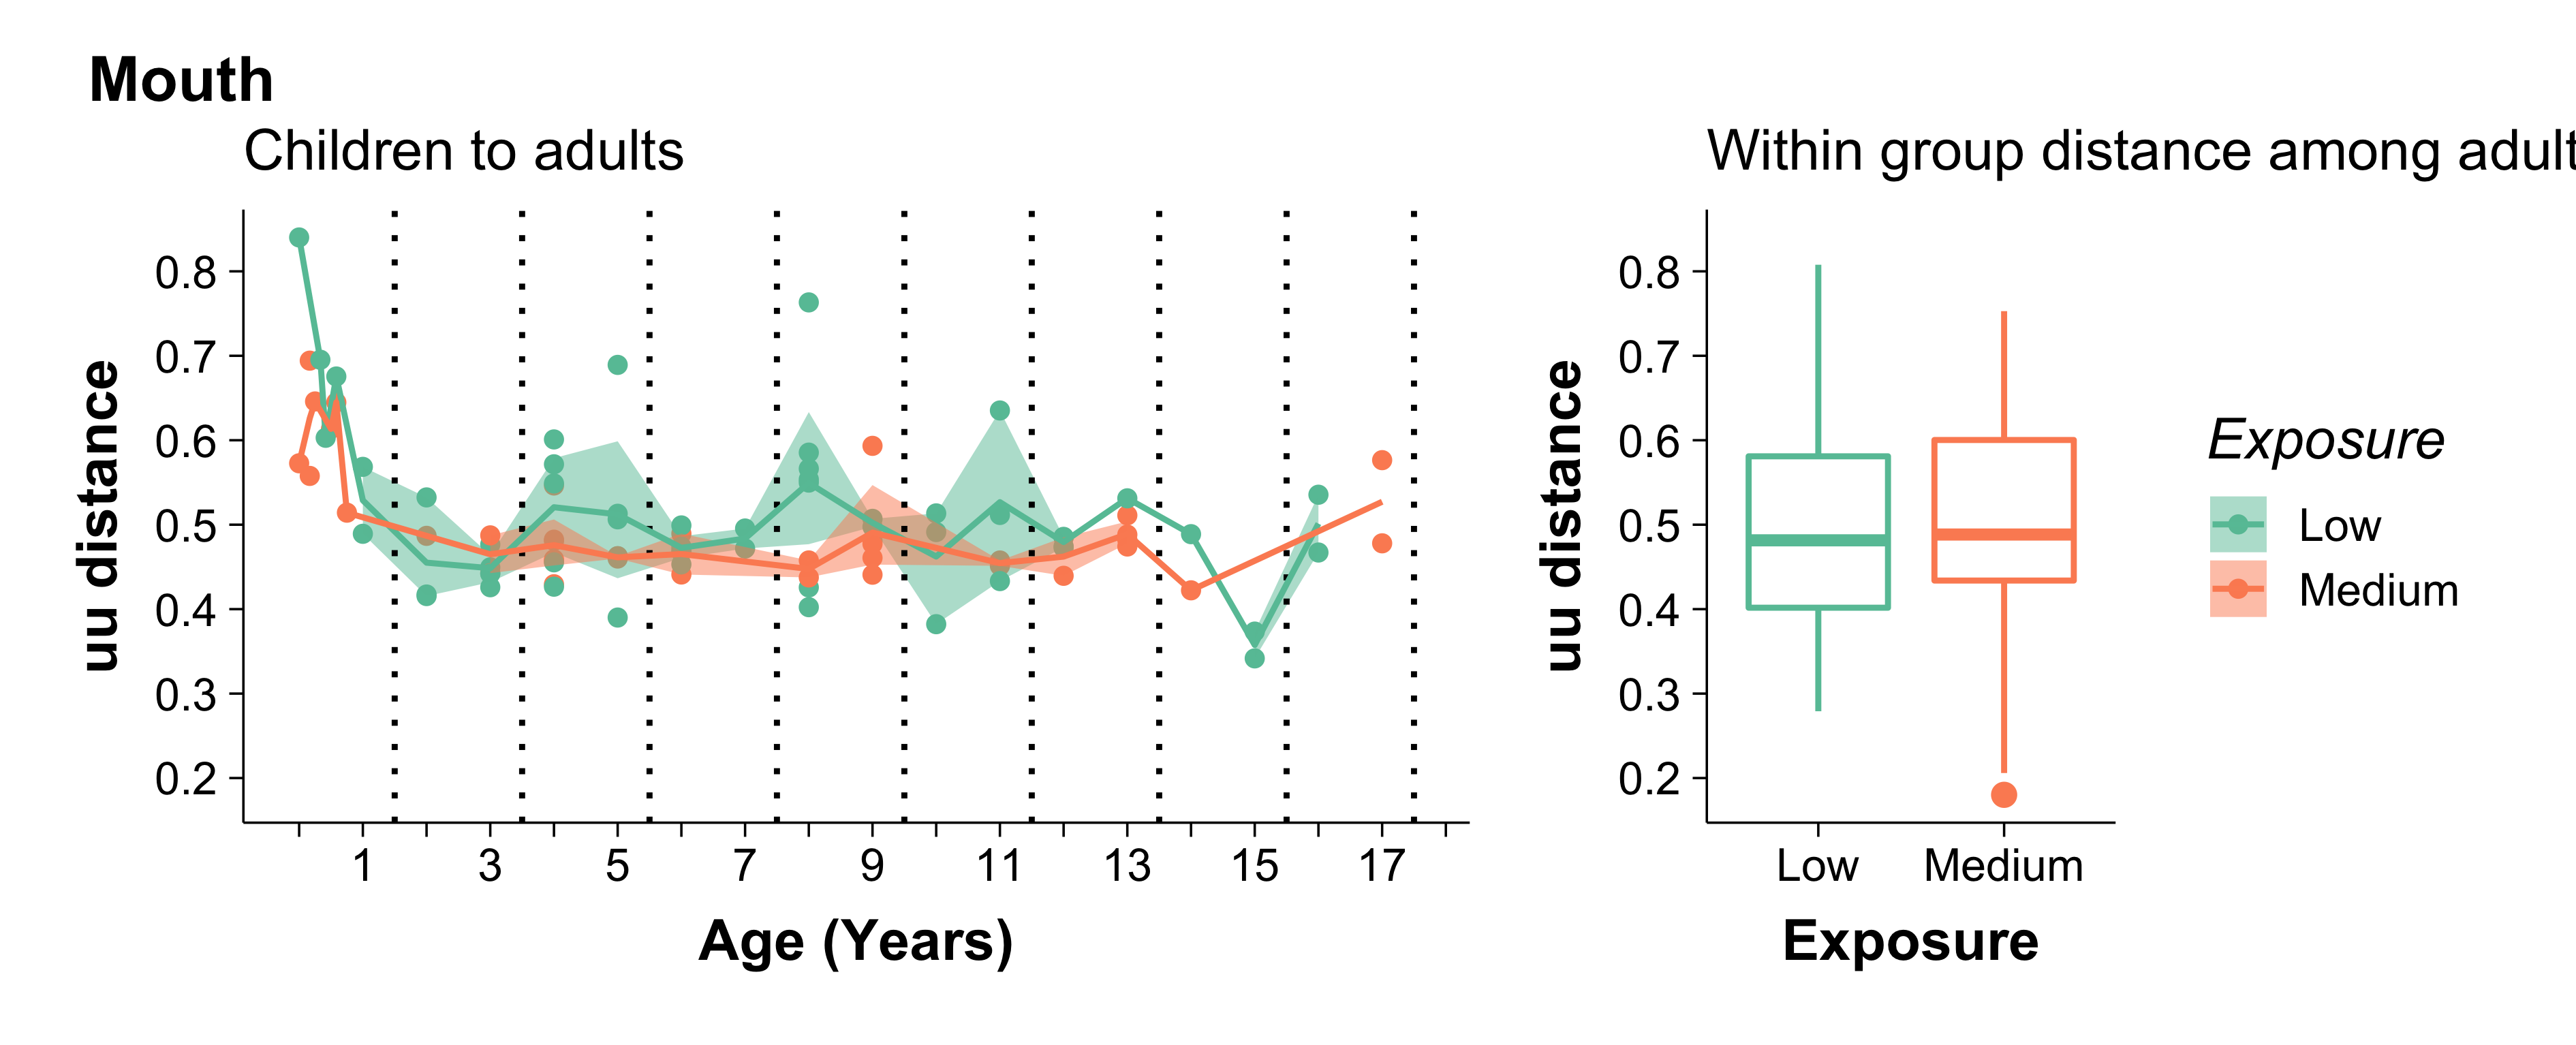 Mouth
Children to adults
uu distance
0.8
0.7
0.6
0.5
0.4
0.3
0.2
1 3 5 7 9 11 13 15 17
Age (Years)
Within group distance among adult
uu distance
0.8
0.7
0.6
0.5
0.4
0.3
0.2
Low Medium
Exposure
Exposure
Low
Medium